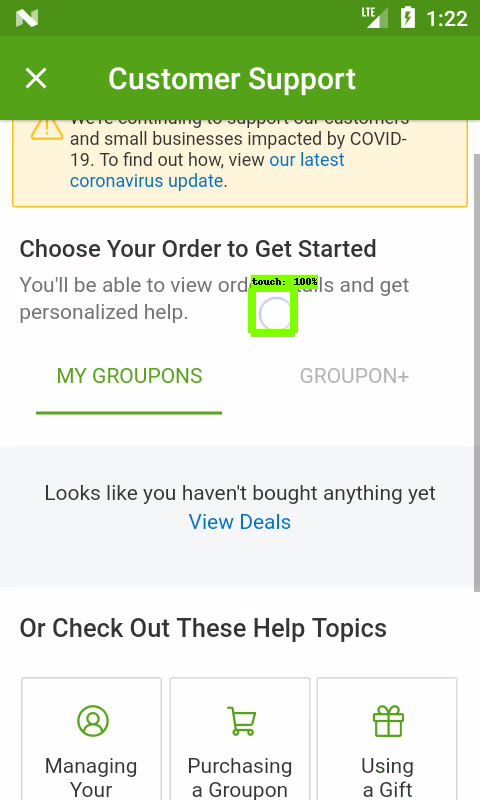 LTE 1:22
Customer Support
We're continuing to support our customers
and small businesses impacted by COVID-
19. To find out how, view our latest
coronavirus update.
Choose Your Order to Get Started
touch: 100%
You'll be able to view order details and get
personalized help.
MY GROUPONS GROUPON+
Looks like you haven't bought anything yet
View Deals
Or Check Out These Help Topics
Managing
Your
Purchasing
a Groupon
Using
a Gift